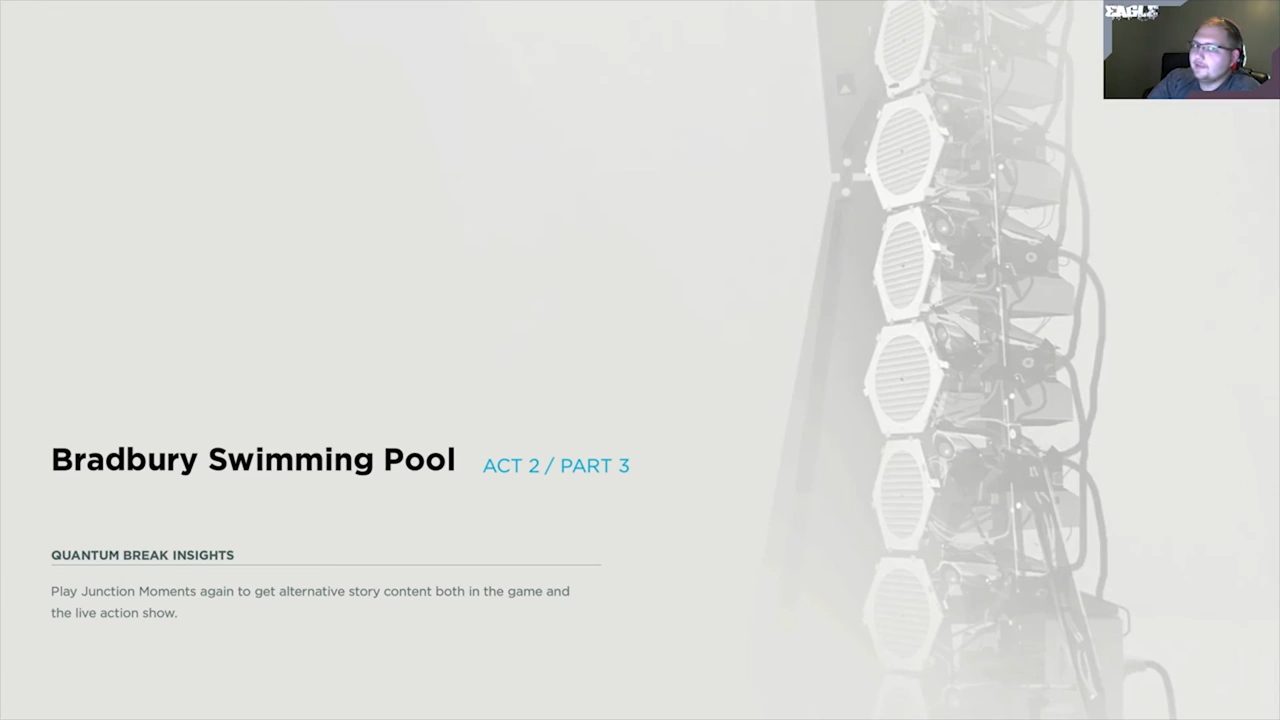 EAGLE
Bradbury Swimming Pool ACT 2 / PART 3
QUANTUM BREAK INSIGHTS
Play Junction Moments again to get alternative story content both in the game and
the live action show.